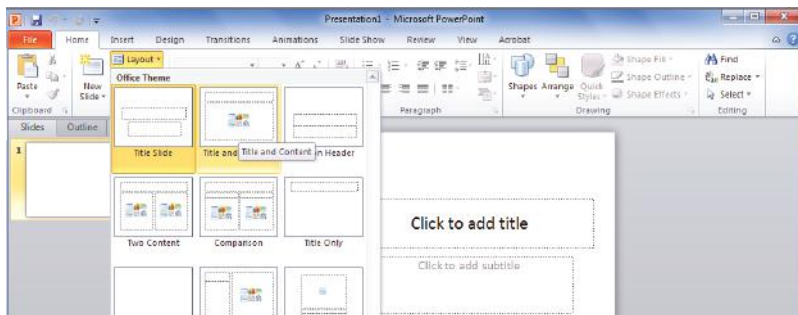 Presentation1 - Microsoft PowerPoint
File Home Insert Design Transitions Animations Slide Show Review View Acrobat
Layout
Shape Fill
Find
Paste
New
Slide
Shapes Arrange Quick
Styles
Shape Outline
Replace
Shape Effects
Select
Clipboard
Paragraph
Drawing
Editing
Slides Outline
1
Office Theme
Title Slide
Title and
Title and Content
n Header
Two Content
Comparison
Title Only
Click to add title
Click to add subtitle